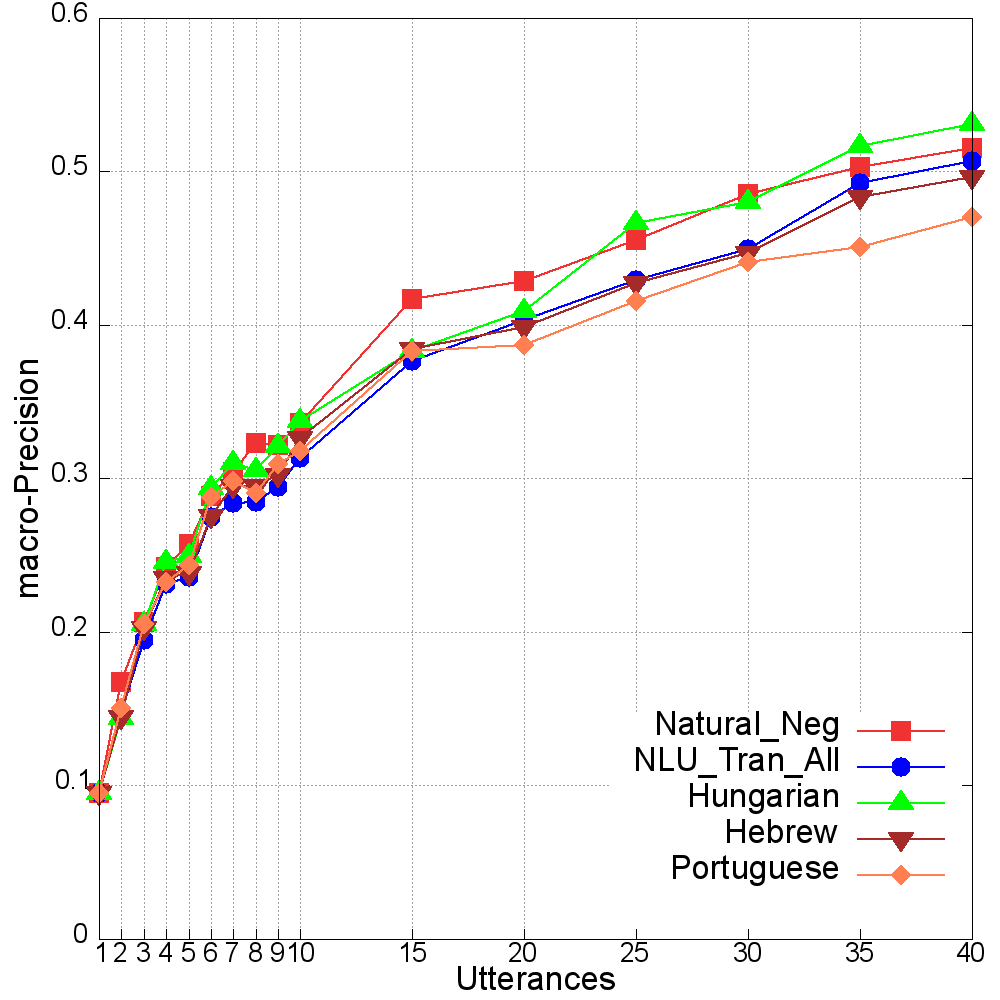 0.6
0.5
0.4
0.3
0.2
0.1
0
macro-Precision
Natural_Neg
NLU_Tran_All
Hungarian
Hebrew
Portuguese
1 2 3 4 5 6 7 8 9 10 15 20 25 30 35 40
Utterances